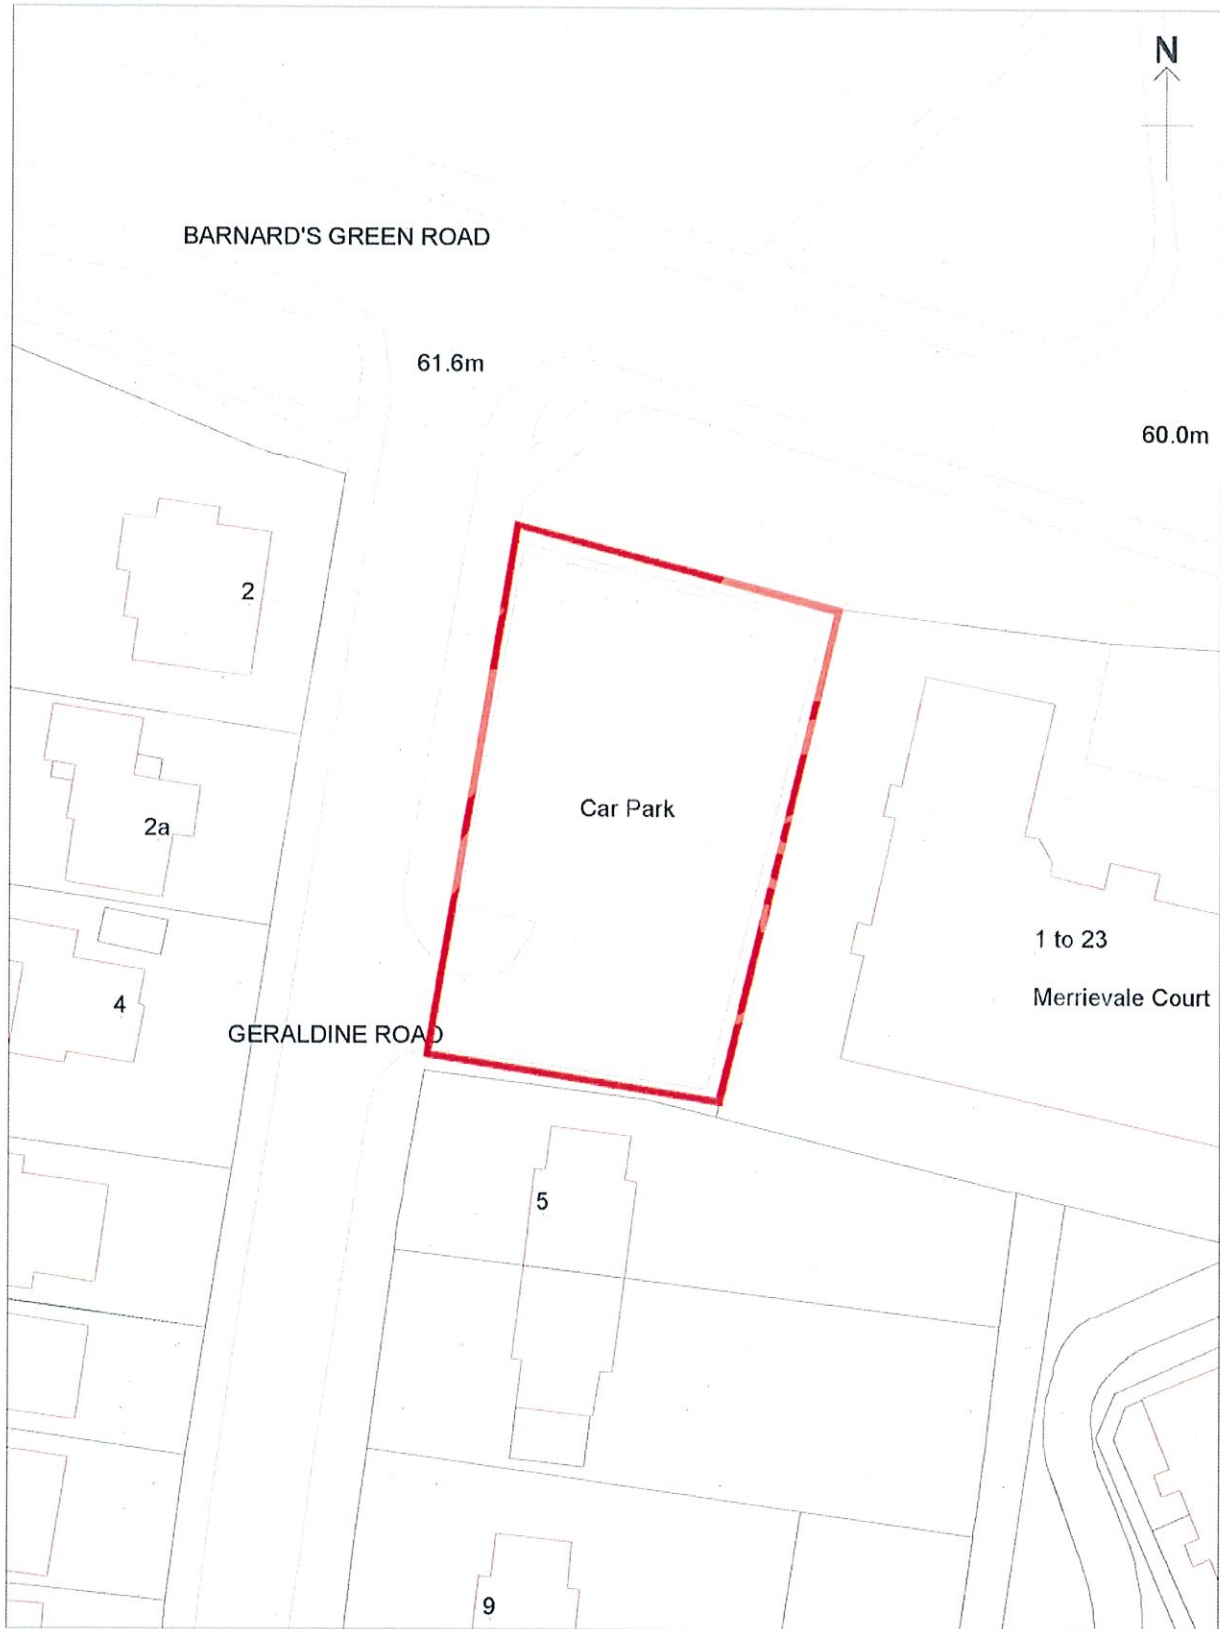 N
BARNARD'S GREEN ROAD
61.6m
60.0m
2
Car Park
2a
1 to 23
Merrievale Court
4
GERALDINE ROAD
5
9